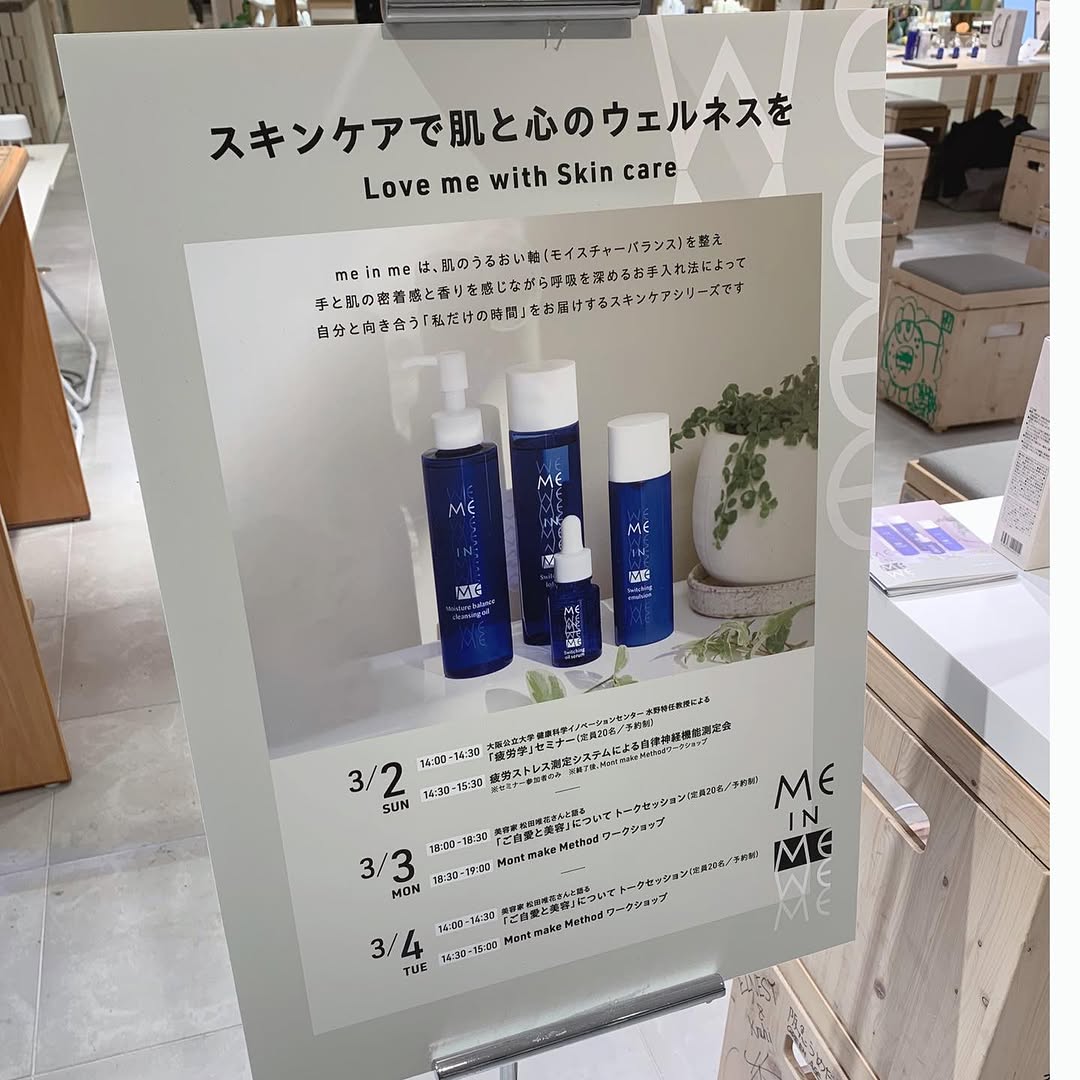 スキンケアで肌と心のウェルネスを
Love me with Skin care
me in me は、肌のうるおい軸(モイスチャーバランス)を整え
手と肌の密着感と香りを感じながら呼吸を深めるお手入れ法によって
自分と向き合う「私だけの時間」をお届けするスキンケアシリーズです
ME
IN
ME
Moisture balance
cleansing oil
ME
IN
ME
Switching
emulsion
ME
IN
ME
Switching
oil serum
3/2 SUN
14:00-14:30 大阪公立大学 健康科学イノベーションセンター 水野特任教授による
「疲労学」セミナー(定員20名/予約制)
14:30-15:30 疲労ストレス測定システムによる自律神経機能測定会
※セミナー参加者のみ ※終了後、Mont make Methodワークショップ
3/3 MON
18:00-18:30 美容家 松田唯花さんと語る
「ご自愛と美容」について トークセッション(定員20名/予約制)
18:30-19:00 Mont make Method ワークショップ
3/4 TUE
14:00-14:30 美容家 松田唯花さんと語る
「ご自愛と美容」について トークセッション(定員20名/予約制)
14:30-15:00 Mont make Method ワークショップ
ME
IN
ME
WE
ME